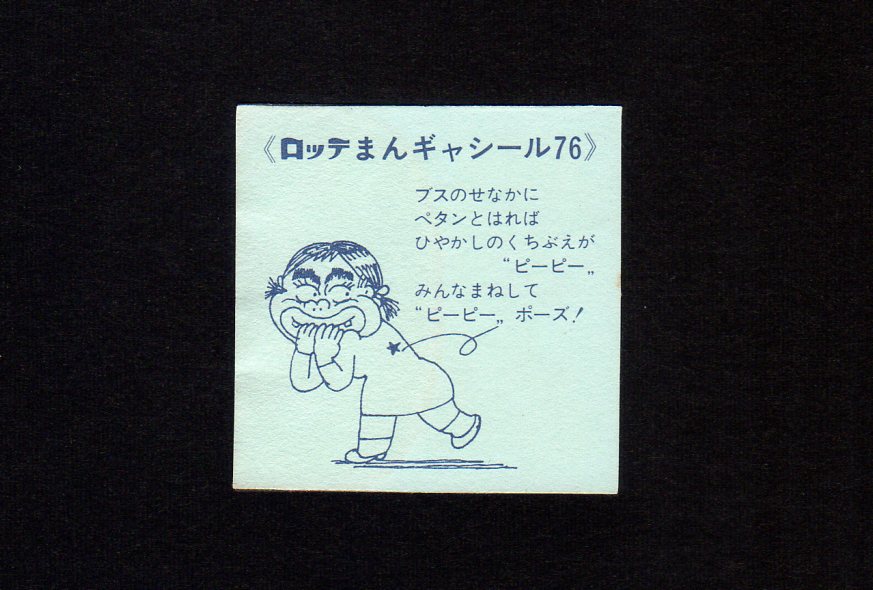 《ロッテまんギャシール76》
ブスのせなかに
ペタンとはれば
ひやかしのくちぶえが
“ピーピー„
みんなまねして
“ピーピー„ ポーズ!